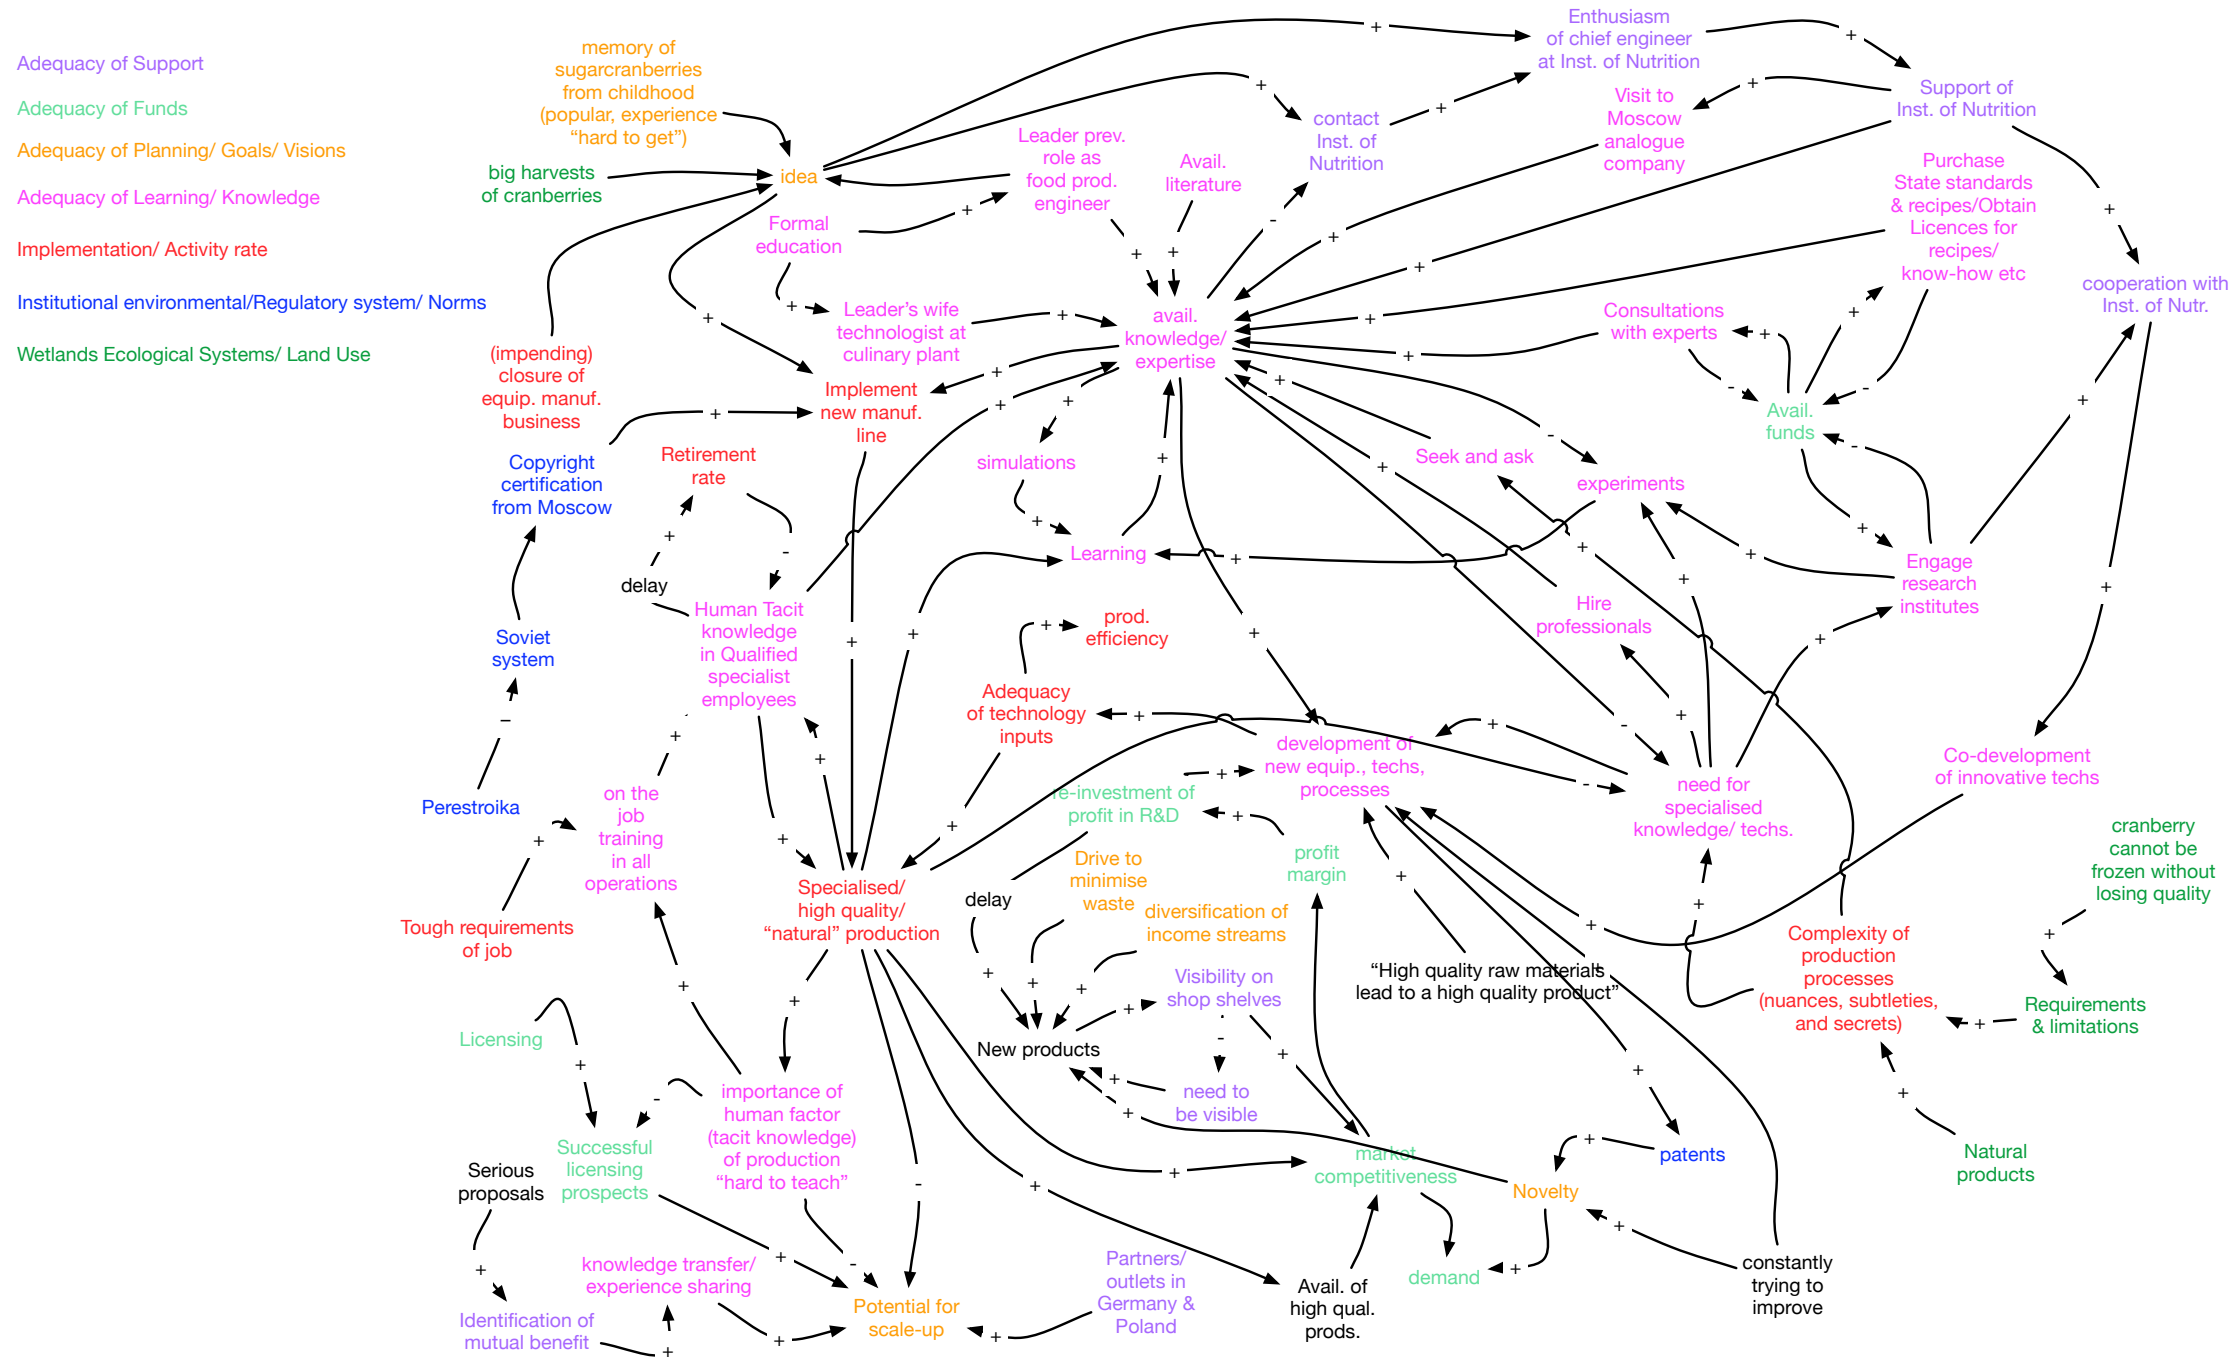 Adequacy of Support
Adequacy of Funds
Adequacy of Planning/ Goals/ Visions
Adequacy of Learning/ Knowledge
Implementation/ Activity rate
Institutional environmental/Regulatory system/ Norms
Wetlands Ecological Systems/ Land Use
memory of
sugarcranberries
from childhood
(popular, experience
“hard to get”)
big harvests
of cranberries
idea
Formal
education
Leader prev.
role as
food prod.
engineer
Avail.
literature
contact
Inst. of
Nutrition
Enthusiasm
of chief engineer
at Inst. of Nutrition
Visit to
Moscow
analogue
company
Support of
Inst. of Nutrition
Purchase
State standards
& recipes/Obtain
Licences for
recipes/
know-how etc
cooperation with
Inst. of Nutr.
Leader’s wife
technologist at
culinary plant
avail.
knowledge/
expertise
Consultations
with experts
(impending)
closure of
equip. manuf.
business
Implement
new manuf.
line
Avail.
funds
Copyright
certification
from Moscow
Retirement
rate
simulations
Seek and ask
experiments
Learning
Engage
research
institutes
delay
Human Tacit
knowledge
in Qualified
specialist
employees
prod.
efficiency
Hire
professionals
Soviet
system
Adequacy
of technology
inputs
development of
new equip., techs,
processes
need for
specialised
knowledge/ techs.
Co-development
of innovative techs
Perestroika
on the
job
training
in all
operations
re-investment of
profit in R&D
profit
margin
cranberry
cannot be
frozen without
losing quality
Tough requirements
of job
Specialised/
high quality/
“natural” production
delay
Drive to
minimise
waste
diversification of
income streams
Visibility on
shop shelves
“High quality raw materials
lead to a high quality product”
Complexity of
production
processes
(nuances, subtleties,
and secrets)
Requirements
& limitations
Licensing
New products
need to
be visible
importance of
human factor
(tacit knowledge)
of production
“hard to teach”
Successful
licensing
prospects
Serious
proposals
market
competitiveness
Novelty
patents
Natural
products
knowledge transfer/
experience sharing
Identification of
mutual benefit
Potential for
scale-up
Partners/
outlets in
Germany &
Poland
Avail. of
high qual.
prods.
demand
constantly
trying to
improve